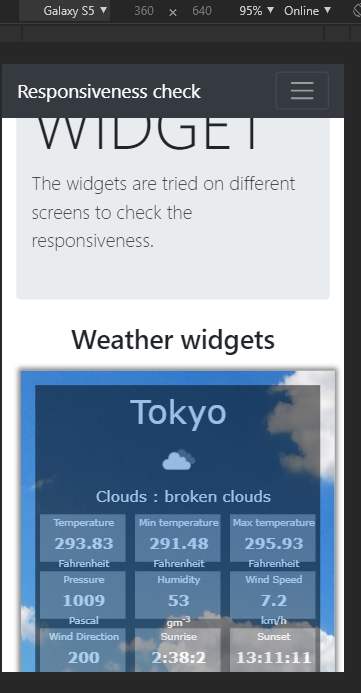 Galaxy S5 ▼ 360 × 640 95% ▼ Online ▼
Responsiveness check
WIDGET
The widgets are tried on different
screens to check the
responsiveness.
Weather widgets
Tokyo
Clouds : broken clouds
Temperature Min temperature Max temperature
293.83 291.48 295.93
Fahrenheit Fahrenheit Fahrenheit
Pressure Humidity Wind Speed
1009 53 7.2
Pascal gm⁻³ km/h
Wind Direction Sunrise Sunset
200 2:38:2 13:11:11